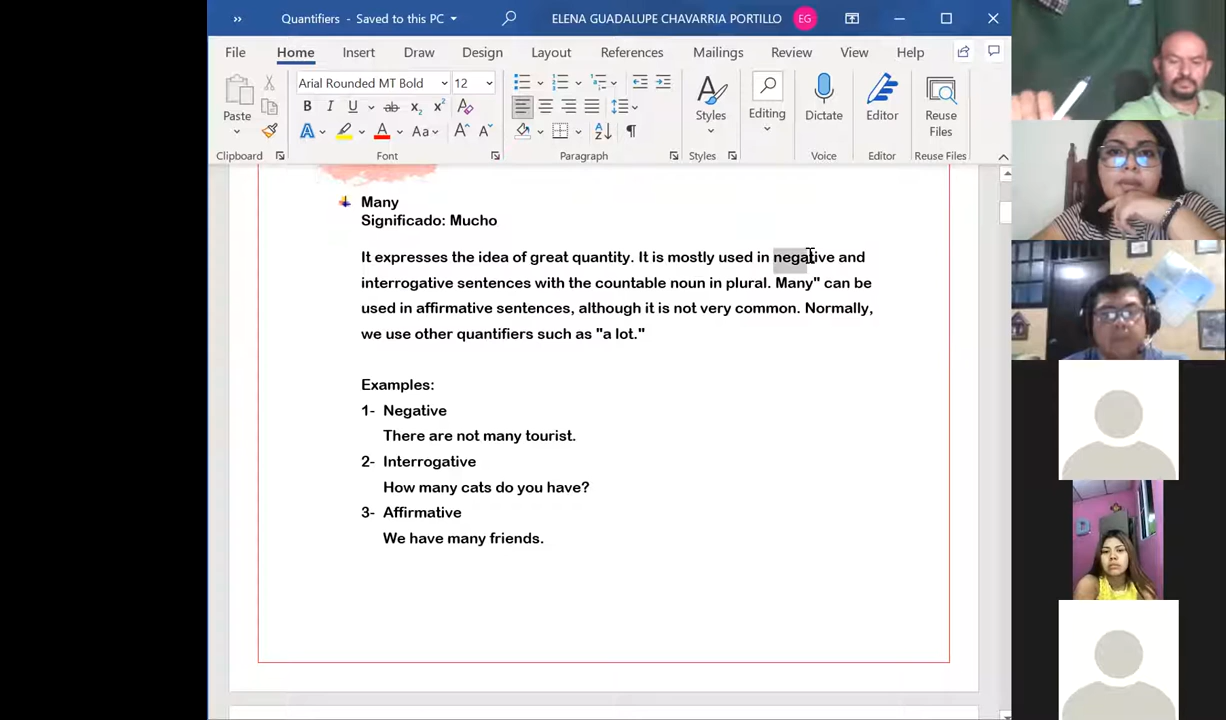 Quantifiers - Saved to this PC
ELENA GUADALUPE CHAVARRIA PORTILLO
EG
File Home Insert Draw Design Layout References Mailings Review View Help
Arial Rounded MT Bold 12
Paste
B I U ab x₂ x² A
A A Aa A A
Styles
Editing
Dictate
Editor
Reuse Files
Clipboard Font Paragraph Styles Voice Editor Reuse Files
Many
Significado: Mucho
It expresses the idea of great quantity. It is mostly used in negative and
interrogative sentences with the countable noun in plural. Many" can be
used in affirmative sentences, although it is not very common. Normally,
we use other quantifiers such as "a lot."
Examples:
1- Negative
There are not many tourist.
2- Interrogative
How many cats do you have?
3- Affirmative
We have many friends.